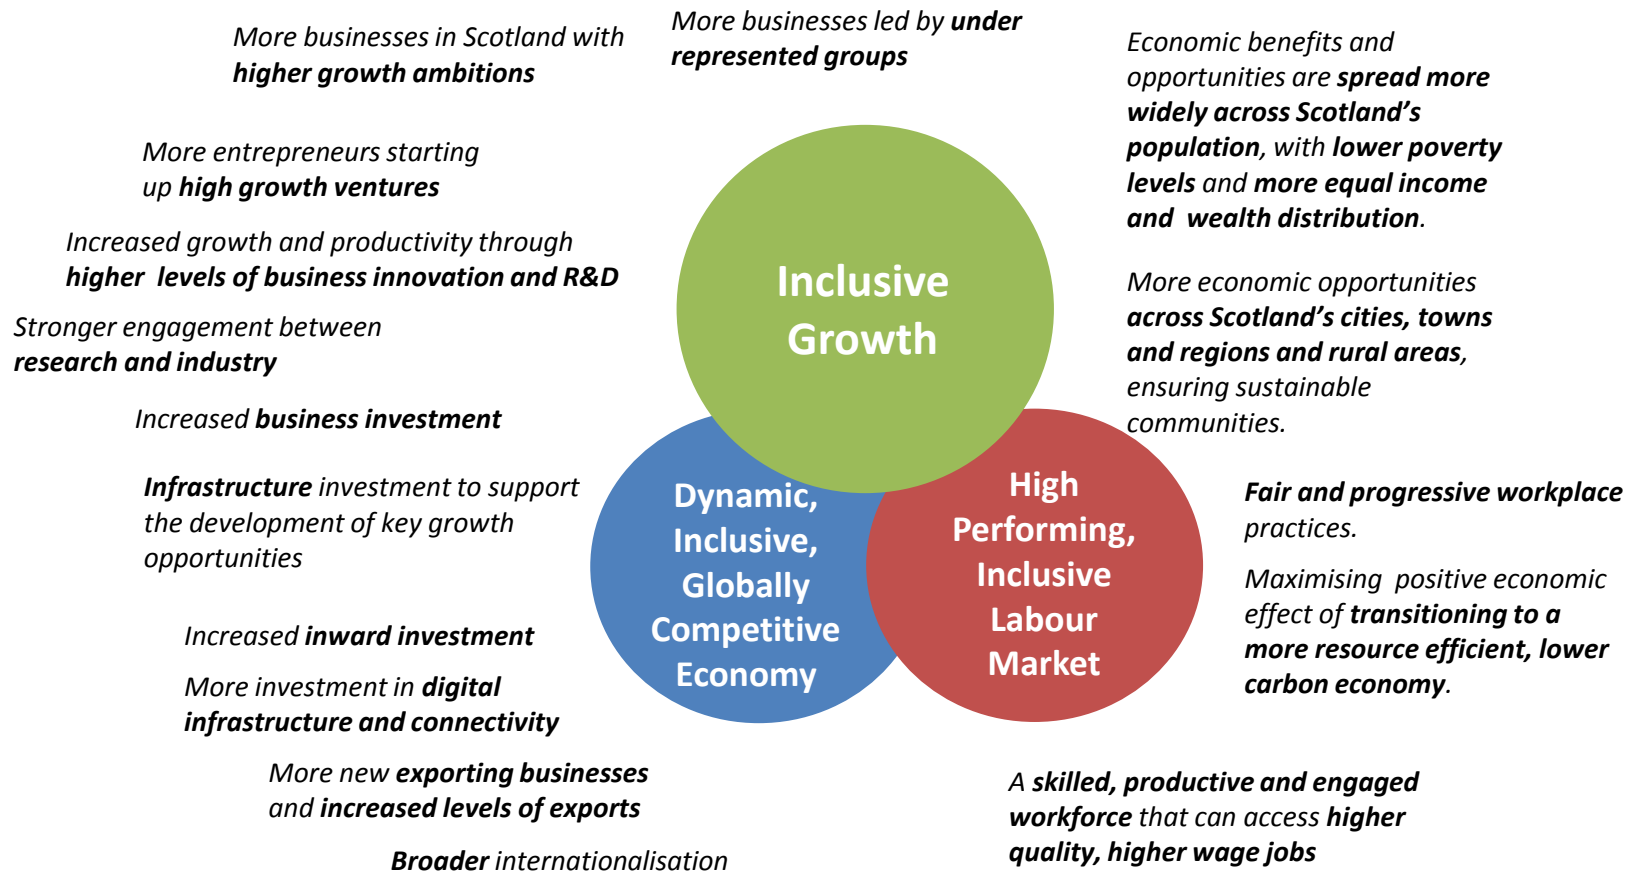 More businesses in Scotland with
higher growth ambitions
More businesses led by under
represented groups
Economic benefits and
opportunities are spread more
widely across Scotland’s
population, with lower poverty
levels and more equal income
and wealth distribution.
More entrepreneurs starting
up high growth ventures
Increased growth and productivity through
higher levels of business innovation and R&D
Stronger engagement between
research and industry
Increased business investment
Infrastructure investment to support
the development of key growth
opportunities
Increased inward investment
More investment in digital
infrastructure and connectivity
More new exporting businesses
and increased levels of exports
Broader internationalisation
Inclusive
Growth
Dynamic,
Inclusive,
Globally
Competitive
Economy
High
Performing,
Inclusive
Labour
Market
More economic opportunities
across Scotland’s cities, towns
and regions and rural areas,
ensuring sustainable
communities.
Fair and progressive workplace
practices.
Maximising positive economic
effect of transitioning to a
more resource efficient, lower
carbon economy.
A skilled, productive and engaged
workforce that can access higher
quality, higher wage jobs